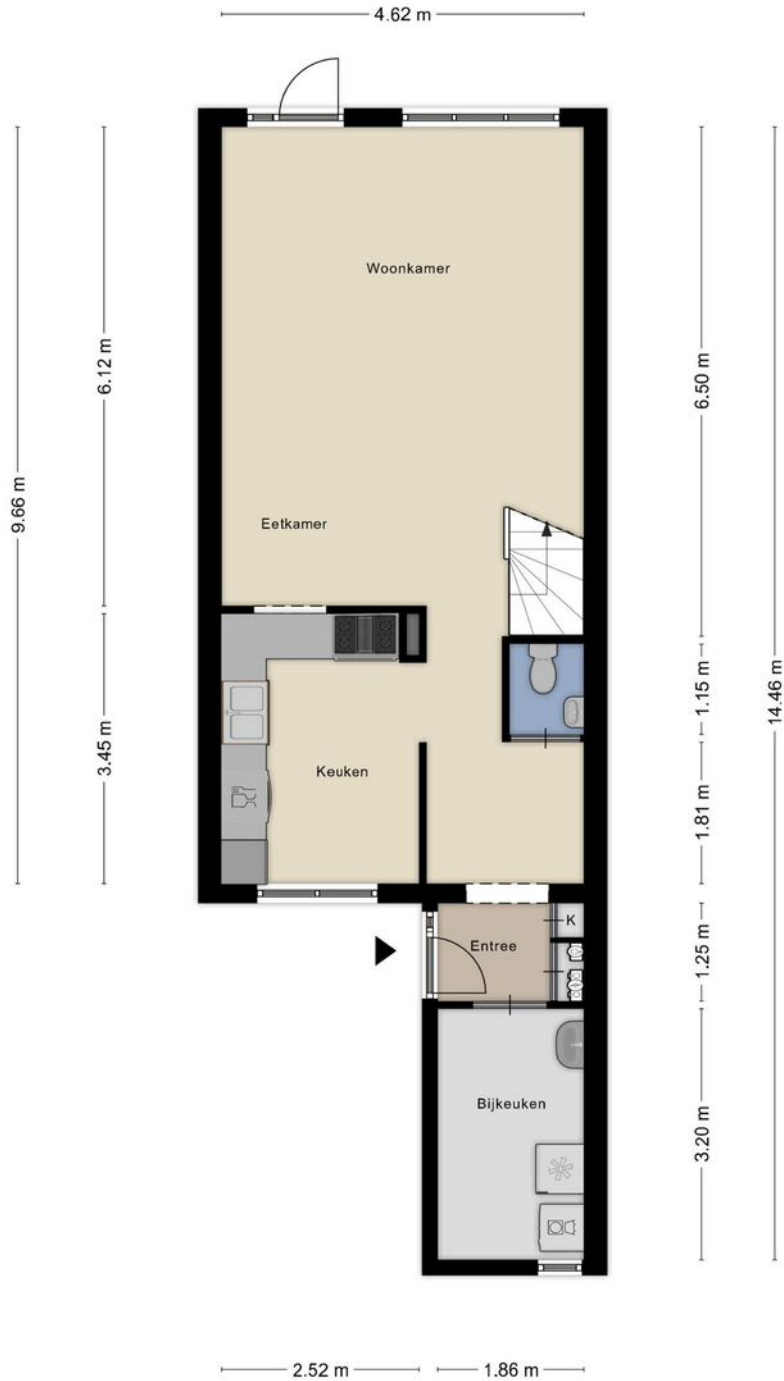 4.62 m
Woonkamer
6.12 m
6.50 m
9.66 m
Eetkamer
14.46 m
1.15 m
3.45 m
Keuken
1.81 m
K
Entree
1.25 m
Bijkeuken
3.20 m
2.52 m
1.86 m